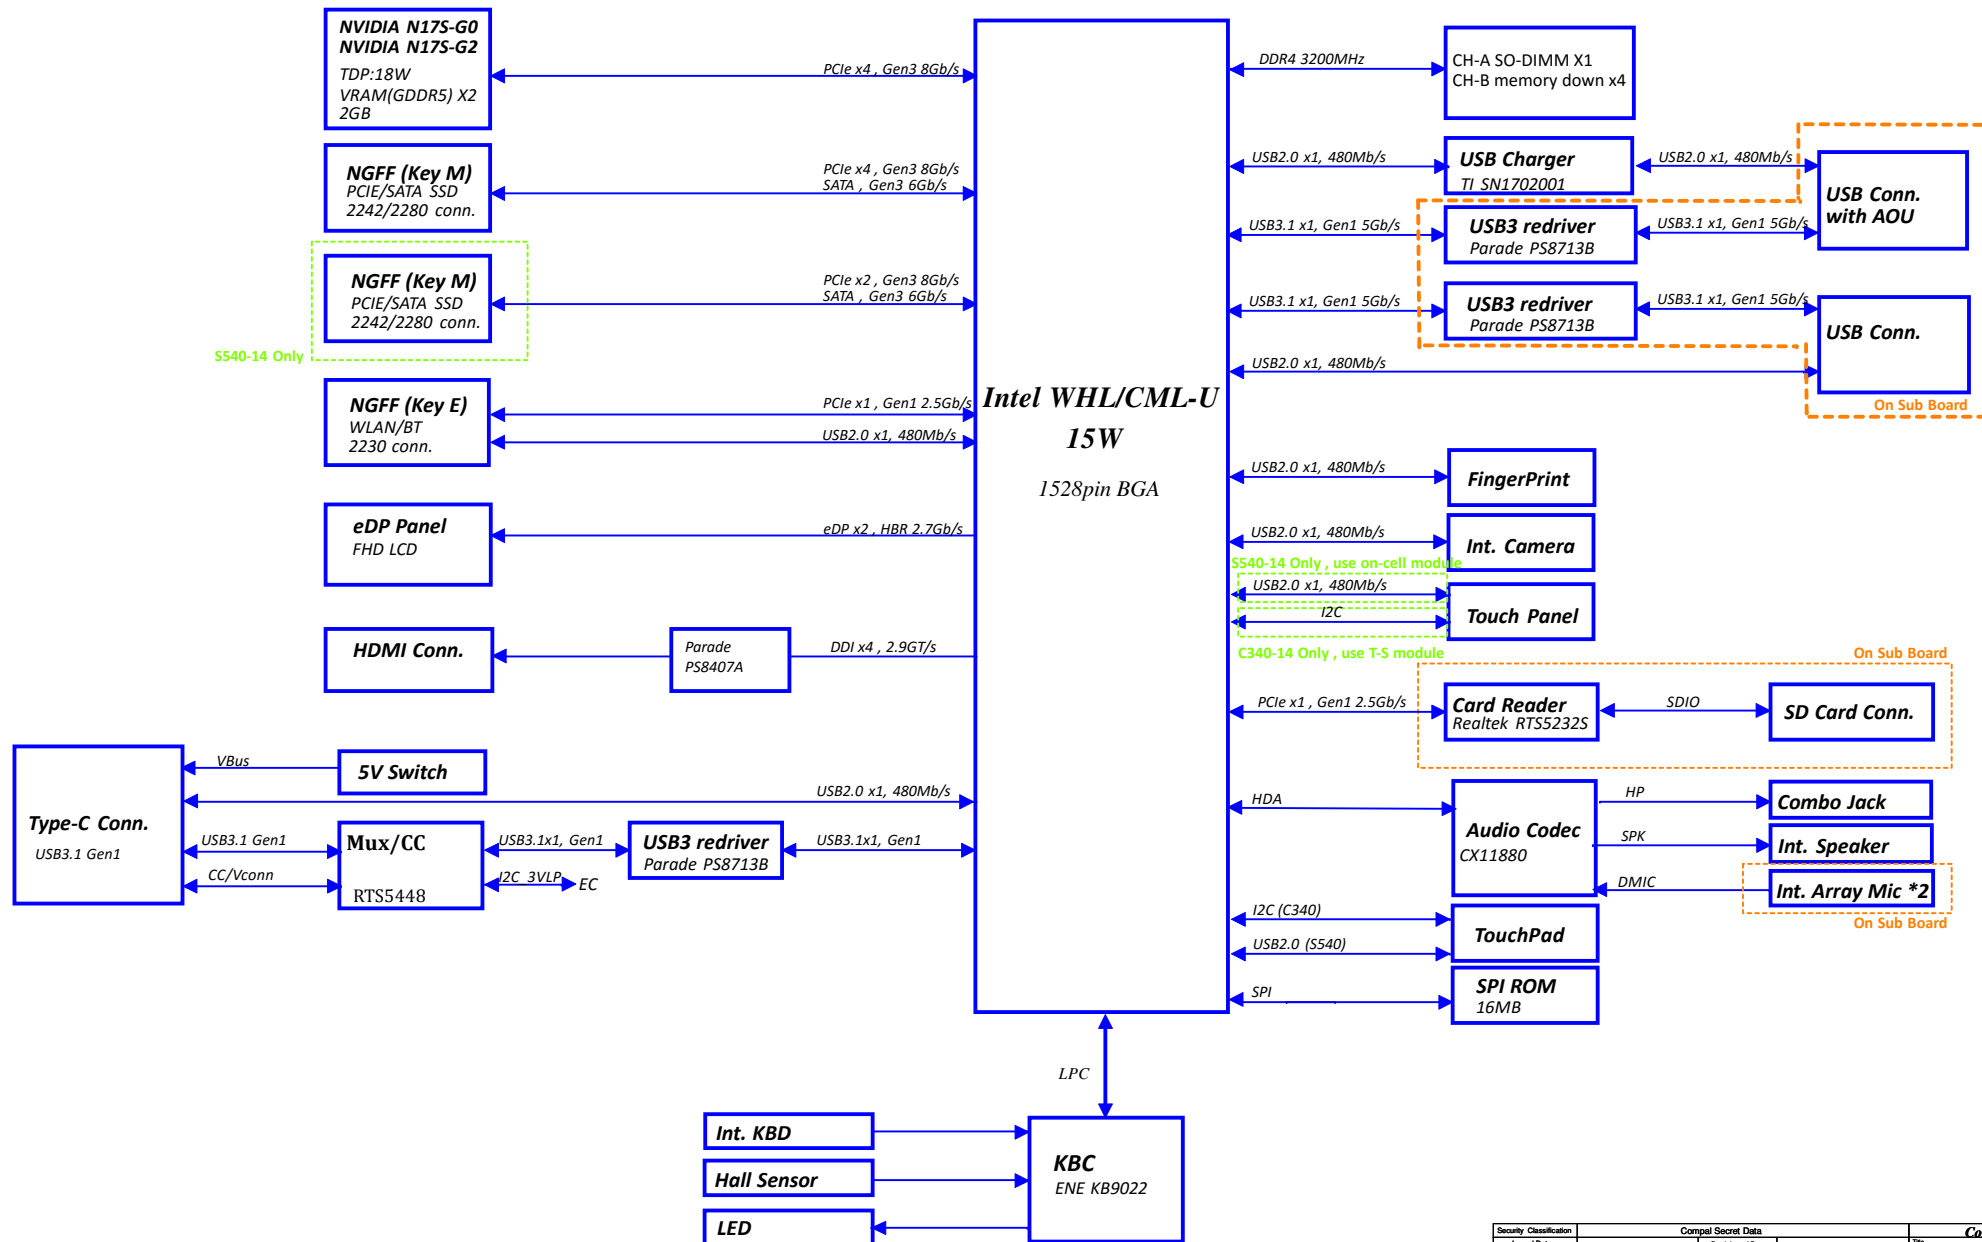 NVIDIA N17S-G0
NVIDIA N17S-G2
TDP:18W
VRAM(GDDR5) X2
2GB
PCIe x4 , Gen3 8Gb/s
NGFF (Key M)
PCIE/SATA SSD
2242/2280 conn.
PCIe x4 , Gen3 8Gb/s
SATA , Gen3 6Gb/s
NGFF (Key M)
PCIE/SATA SSD
2242/2280 conn.
PCIe x2 , Gen3 8Gb/s
SATA , Gen3 6Gb/s
S540-14 Only
NGFF (Key E)
WLAN/BT
2230 conn.
PCIe x1 , Gen1 2.5Gb/s
USB2.0 x1, 480Mb/s
eDP Panel
FHD LCD
eDP x2 , HBR 2.7Gb/s
HDMI Conn.
Parade
PS8407A
DDI x4 , 2.9GT/s
Type-C Conn.
USB3.1 Gen1
VBus
5V Switch
USB2.0 x1, 480Mb/s
USB3.1 Gen1
CC/Vconn
Mux/CC
RTS5448
USB3.1x1, Gen1
I2C_3VLP
EC
USB3 redriver
Parade PS8713B
USB3.1x1, Gen1
Intel WHL/CML-U
15W
1528pin BGA
DDR4 3200MHz
CH-A SO-DIMM X1
CH-B memory down x4
USB2.0 x1, 480Mb/s
USB Charger
TI SN1702001
USB2.0 x1, 480Mb/s
USB Conn.
with AOU
USB3.1 x1, Gen1 5Gb/s
USB3 redriver
Parade PS8713B
USB3.1 x1, Gen1 5Gb/s
USB3.1 x1, Gen1 5Gb/s
USB3 redriver
Parade PS8713B
USB3.1 x1, Gen1 5Gb/s
USB Conn.
USB2.0 x1, 480Mb/s
On Sub Board
USB2.0 x1, 480Mb/s
FingerPrint
USB2.0 x1, 480Mb/s
Int. Camera
S540-14 Only , use on-cell module
USB2.0 x1, 480Mb/s
I2C
Touch Panel
C340-14 Only , use T-S module
On Sub Board
PCIe x1 , Gen1 2.5Gb/s
Card Reader
Realtek RTS5232S
SDIO
SD Card Conn.
HDA
Audio Codec
CX11880
HP
Combo Jack
SPK
Int. Speaker
DMIC
Int. Array Mic *2
On Sub Board
I2C (C340)
USB2.0 (S540)
TouchPad
SPI
SPI ROM
16MB
LPC
Int. KBD
Hall Sensor
LED
KBC
ENE KB9022
Security Classification
Compal Secret Data